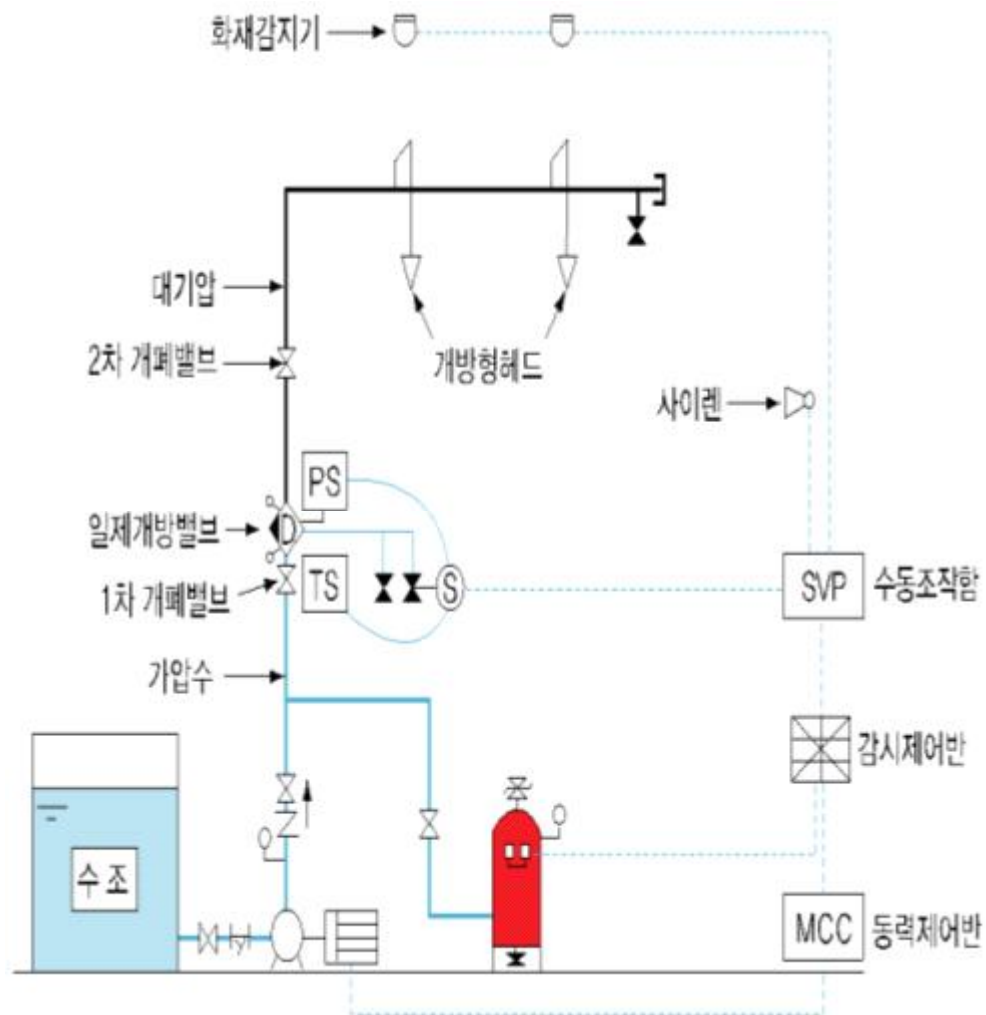 화재감지기
대기압
2차 개폐밸브
개방형헤드
사이렌
PS
일제개방밸브
TS
S
SVP
수동조작함
1차 개폐밸브
가압수
감시제어반
수조
MCC
동력제어반